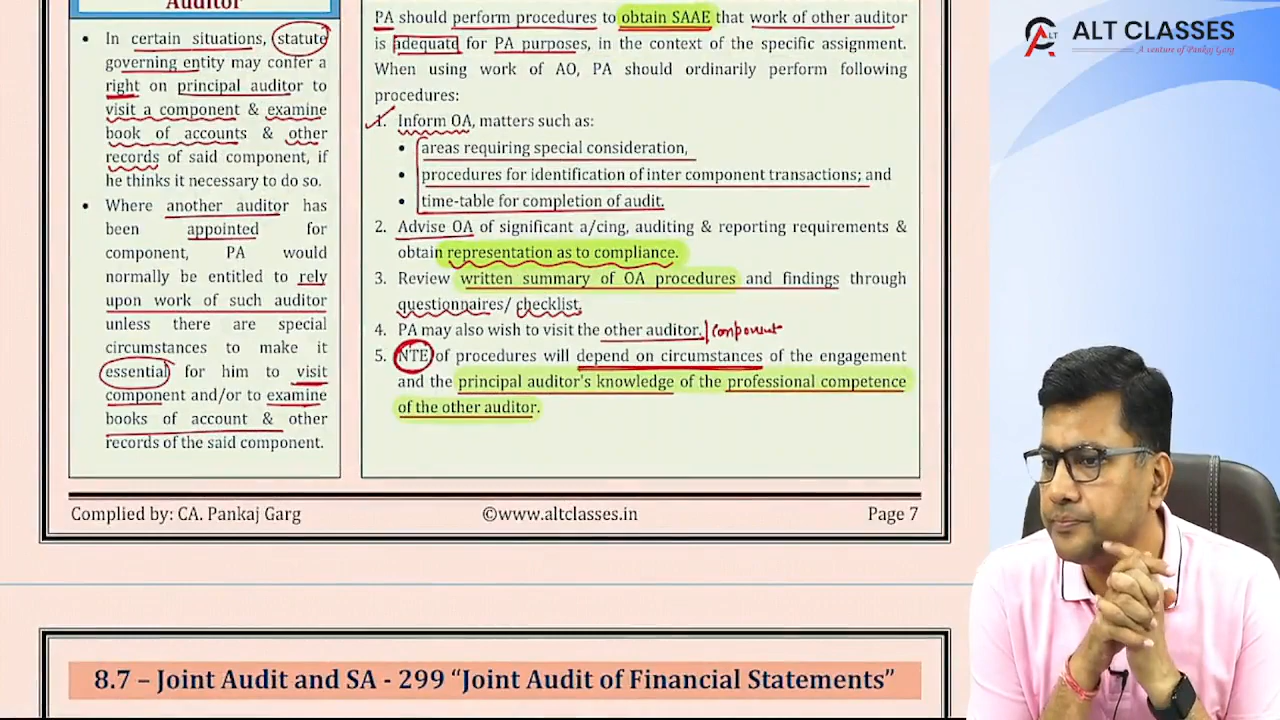 Auditor
• In certain situations, statute
governing entity may confer a
right on principal auditor to
visit a component & examine
book of accounts & other
records of said component, if
he thinks it necessary to do so.
• Where another auditor has
been appointed for
component, PA would
normally be entitled to rely
upon work of such auditor
unless there are special
circumstances to make it
essential for him to visit
component and/or to examine
books of account & other
records of the said component.
PA should perform procedures to obtain SAAE that work of other auditor
is adequate for PA purposes, in the context of the specific assignment.
When using work of AO, PA should ordinarily perform following
procedures:
1. Inform OA, matters such as:
• areas requiring special consideration,
• procedures for identification of inter component transactions; and
• time-table for completion of audit.
2. Advise OA of significant a/cing, auditing & reporting requirements &
obtain representation as to compliance.
3. Review written summary of OA procedures and findings through
questionnaires/ checklist.
4. PA may also wish to visit the other auditor. | component
5. NTE of procedures will depend on circumstances of the engagement
and the principal auditor's knowledge of the professional competence
of the other auditor.
Complied by: CA. Pankaj Garg ©www.altclasses.in Page 7
8.7 – Joint Audit and SA - 299 “Joint Audit of Financial Statements”
ALT
ALT CLASSES
A venture of Pankaj Garg